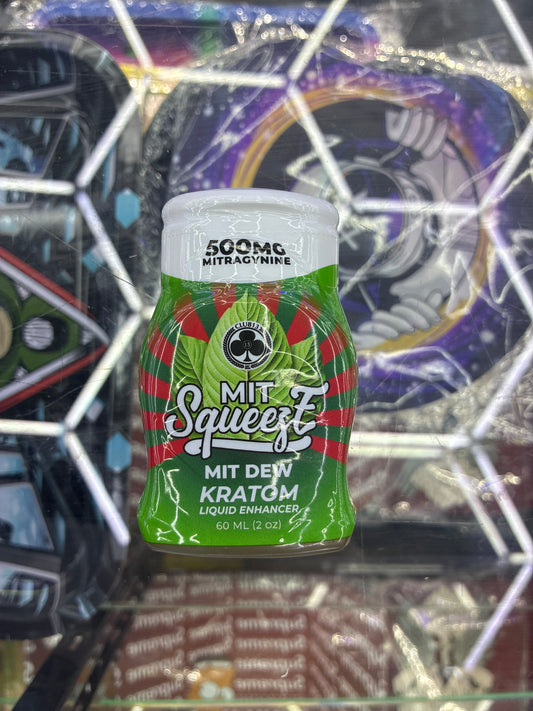 500MG
MITRAGYNINE
CLUB13
MIT
SqueezE
MIT DEW
KRATOM
LIQUID ENHANCER
60 ML (2 oz)